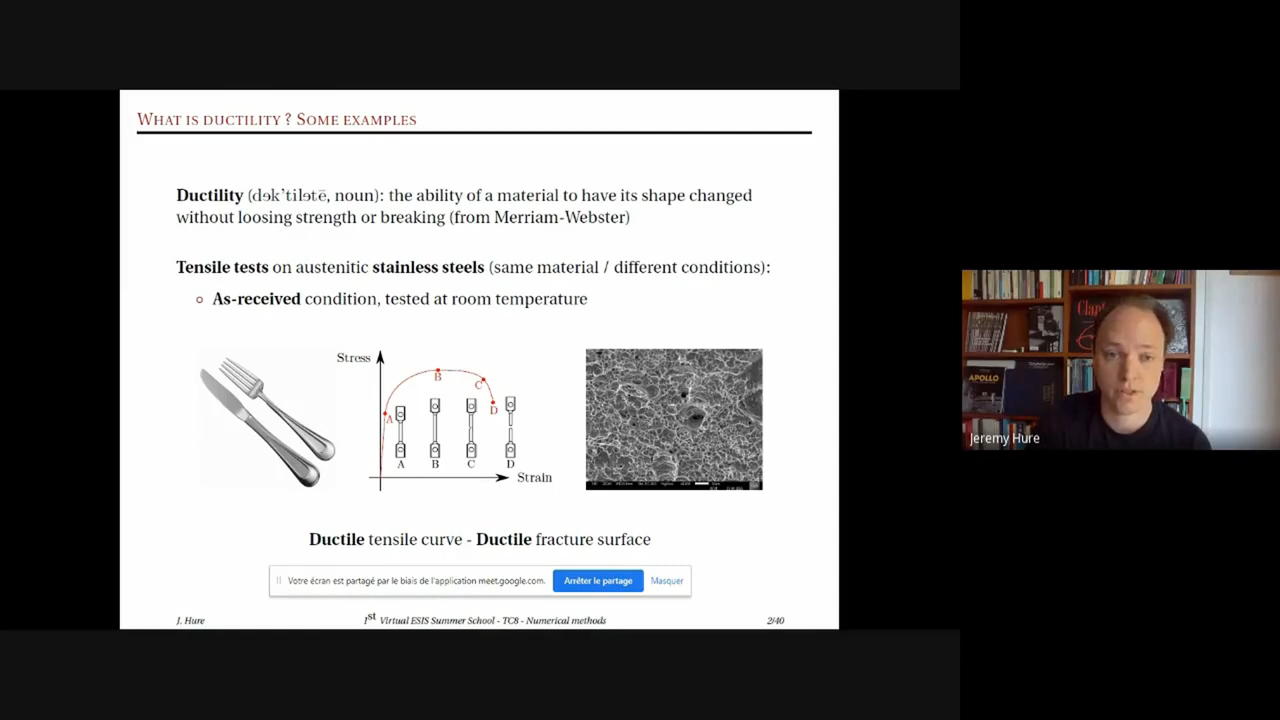 WHAT IS DUCTILITY ? SOME EXAMPLES
Ductility (dək'tilətē, noun): the ability of a material to have its shape changed
without loosing strength or breaking (from Merriam-Webster)
Tensile tests on austenitic stainless steels (same material / different conditions):
As-received condition, tested at room temperature
Stress
A
B
C
D
A
B
C
D
Strain
Ductile tensile curve - Ductile fracture surface
Votre écran est partagé par le biais de l'application meet.google.com.
Arrêter le partage
Masquer
J. Hure
1st Virtual ESIS Summer School - TC8 - Numerical methods
2/40
APOLLO
Jeremy Hure